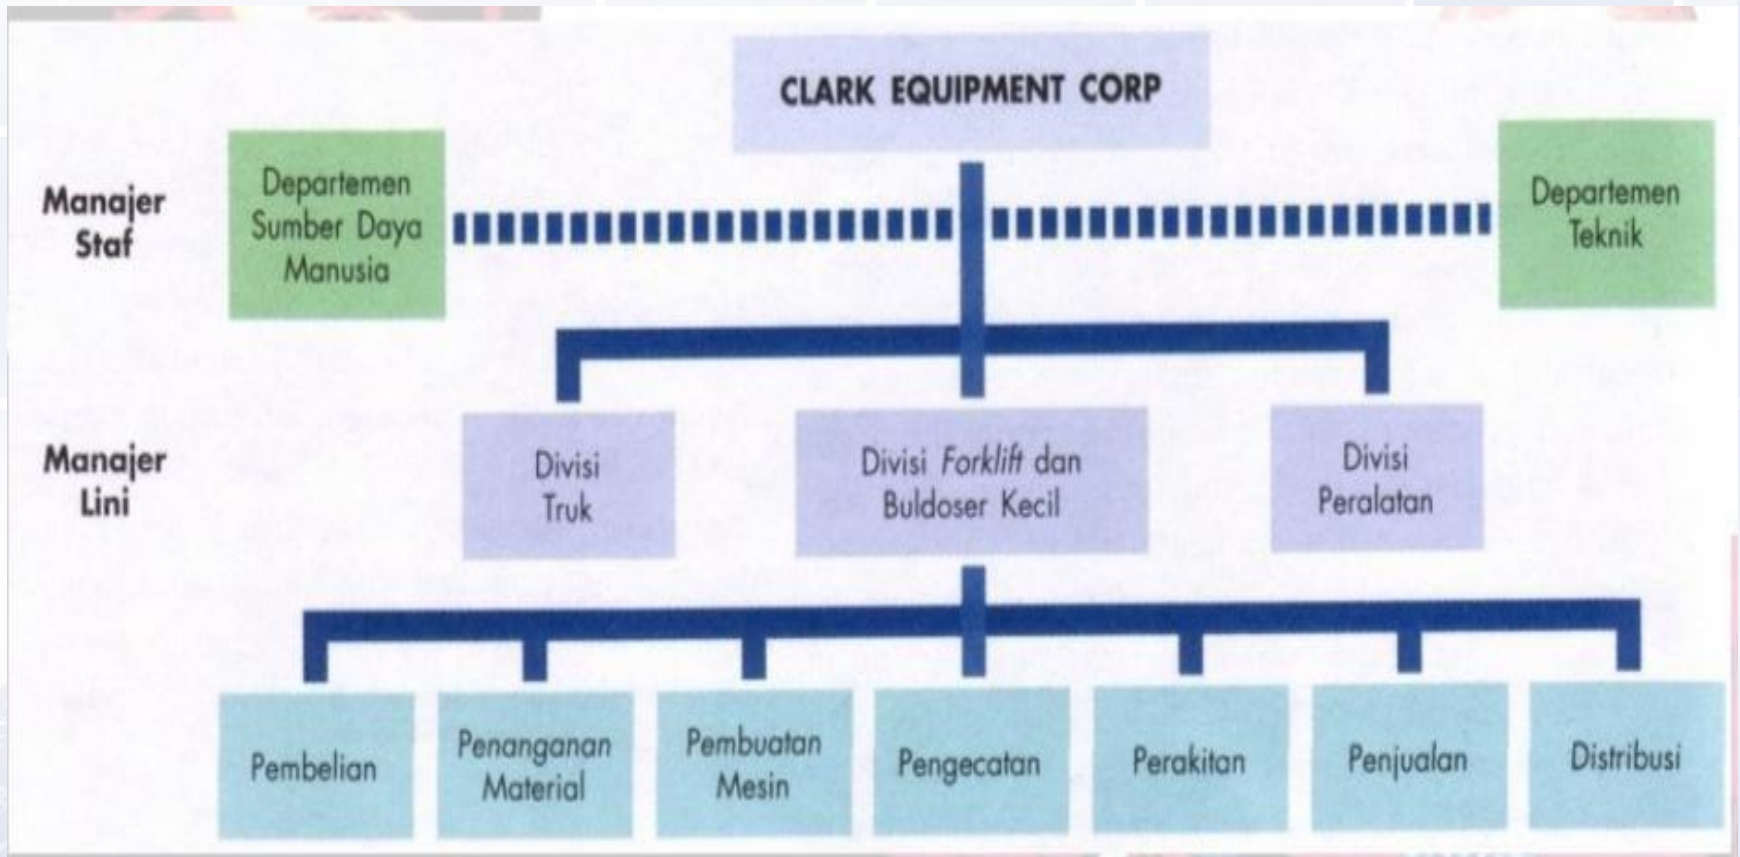 CLARK EQUIPMENT CORP
Manajer
Staf
Departemen
Sumber Daya
Manusia
Departemen
Teknik
Manajer
Lini
Divisi
Truk
Divisi Forklift dan
Buldoser Kecil
Divisi
Peralatan
Pembelian
Penanganan
Material
Pembuatan
Mesin
Pengecatan
Perakitan
Penjualan
Distribusi